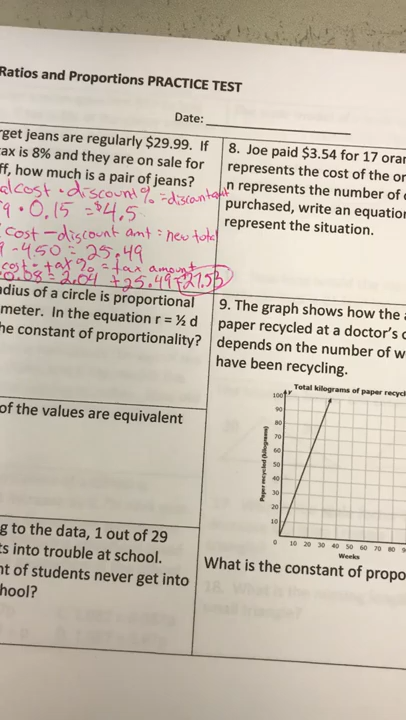 Ratios and Proportions PRACTICE TEST
Date:
rget jeans are regularly $29.99. If
ax is 8% and they are on sale for
ff, how much is a pair of jeans?
al cost • discount % = discount amt
9 • 0.15 = $4.5
cost - discount amt = new total
9 - 4.50 = 25.49
cost • tax % = tax amount
0.08 = 2.04 + 25.49 = 27.53
adius of a circle is proportional
meter. In the equation r = ½ d
he constant of proportionality?
of the values are equivalent
g to the data, 1 out of 29
ts into trouble at school.
nt of students never get into
hool?
8. Joe paid $3.54 for 17 oran
represents the cost of the or
n represents the number of
purchased, write an equation
represent the situation.
9. The graph shows how the
paper recycled at a doctor's o
depends on the number of w
have been recycling.
Total kilograms of paper recycl
y
100
90
80
70
60
50
40
30
20
10
0
Paper recycled (kilograms)
10 20 30 40 50 60 70 80 9
Weeks
What is the constant of propo